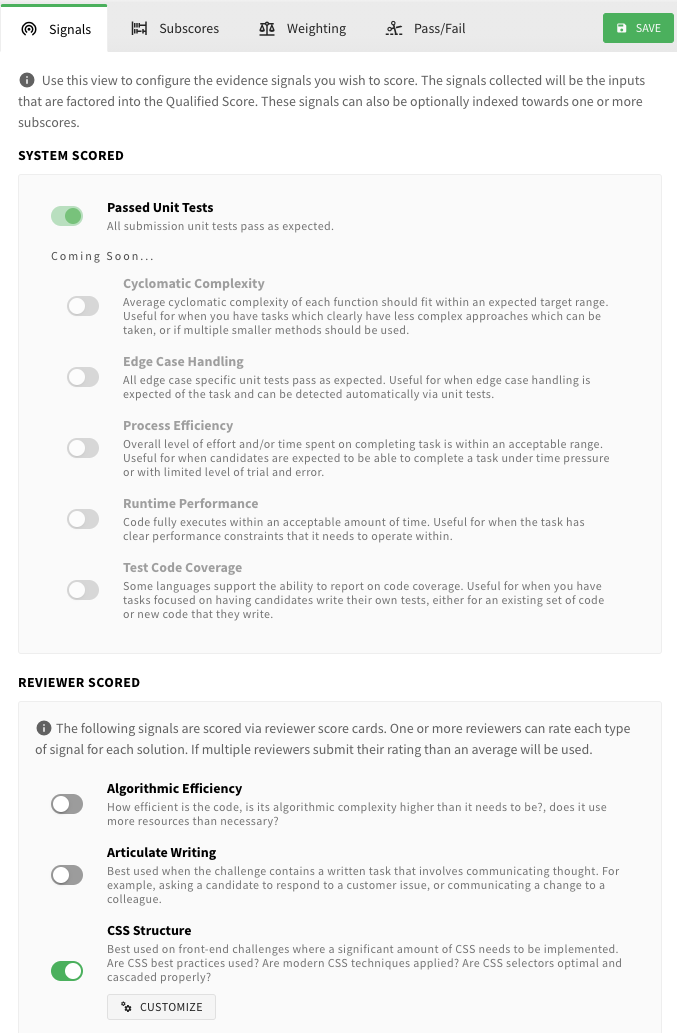 Signals
Subscores
Weighting
Pass/Fail
SAVE
Use this view to configure the evidence signals you wish to score. The signals collected will be the inputs
that are factored into the Qualified Score. These signals can also be optionally indexed towards one or more
subscores.
SYSTEM SCORED
Passed Unit Tests
All submission unit tests pass as expected.
Coming Soon...
Cyclomatic Complexity
Average cyclomatic complexity of each function should fit within an expected target range.
Useful for when you have tasks which clearly have less complex approaches which can be
taken, or if multiple smaller methods should be used.
Edge Case Handling
All edge case specific unit tests pass as expected. Useful for when edge case handling is
expected of the task and can be detected automatically via unit tests.
Process Efficiency
Overall level of effort and/or time spent on completing task is within an acceptable range.
Useful for when candidates are expected to be able to complete a task under time pressure
or with limited level of trial and error.
Runtime Performance
Code fully executes within an acceptable amount of time. Useful for when the task has
clear performance constraints that it needs to operate within.
Test Code Coverage
Some languages support the ability to report on code coverage. Useful for when you have
tasks focused on having candidates write their own tests, either for an existing set of code
or new code that they write.
REVIEWER SCORED
The following signals are scored via reviewer score cards. One or more reviewers can rate each type
of signal for each solution. If multiple reviewers submit their rating than an average will be used.
Algorithmic Efficiency
How efficient is the code, is its algorithmic complexity higher than it needs to be?, does it use
more resources than necessary?
Articulate Writing
Best used when the challenge contains a written task that involves communicating thought. For
example, asking a candidate to respond to a customer issue, or communicating a change to a
colleague.
CSS Structure
Best used on front-end challenges where a significant amount of CSS needs to be implemented.
Are CSS best practices used? Are modern CSS techniques applied? Are CSS selectors optimal and
cascaded properly?
CUSTOMIZE